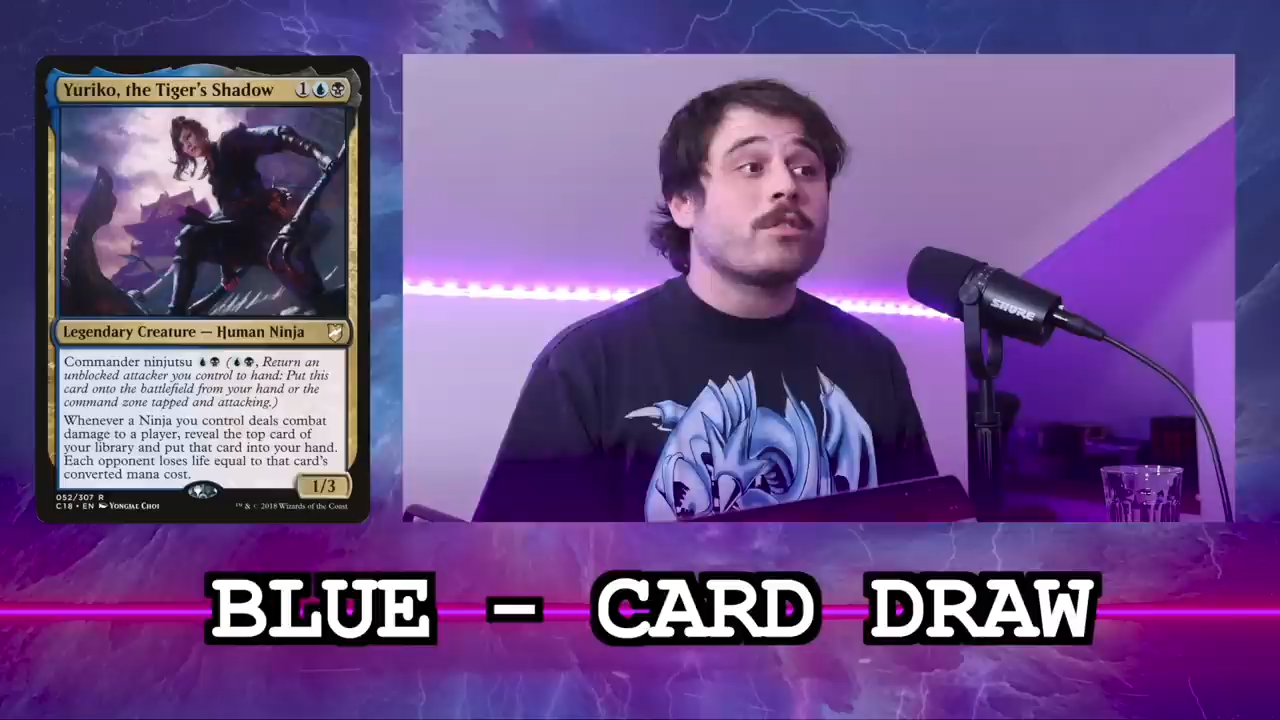 Yuriko, the Tiger's Shadow 1
Legendary Creature — Human Ninja
Commander ninjutsu (, Return an
unblocked attacker you control to hand: Put this
card onto the battlefield from your hand or the
command zone tapped and attacking.)
Whenever a Ninja you control deals combat
damage to a player, reveal the top card of
your library and put that card into your hand.
Each opponent loses life equal to that card's
converted mana cost.
1/3
052/307 R
C18 • EN Yongjae Choi
™ & © 2018 Wizards of the Coast
SHURE
BLUE – CARD DRAW